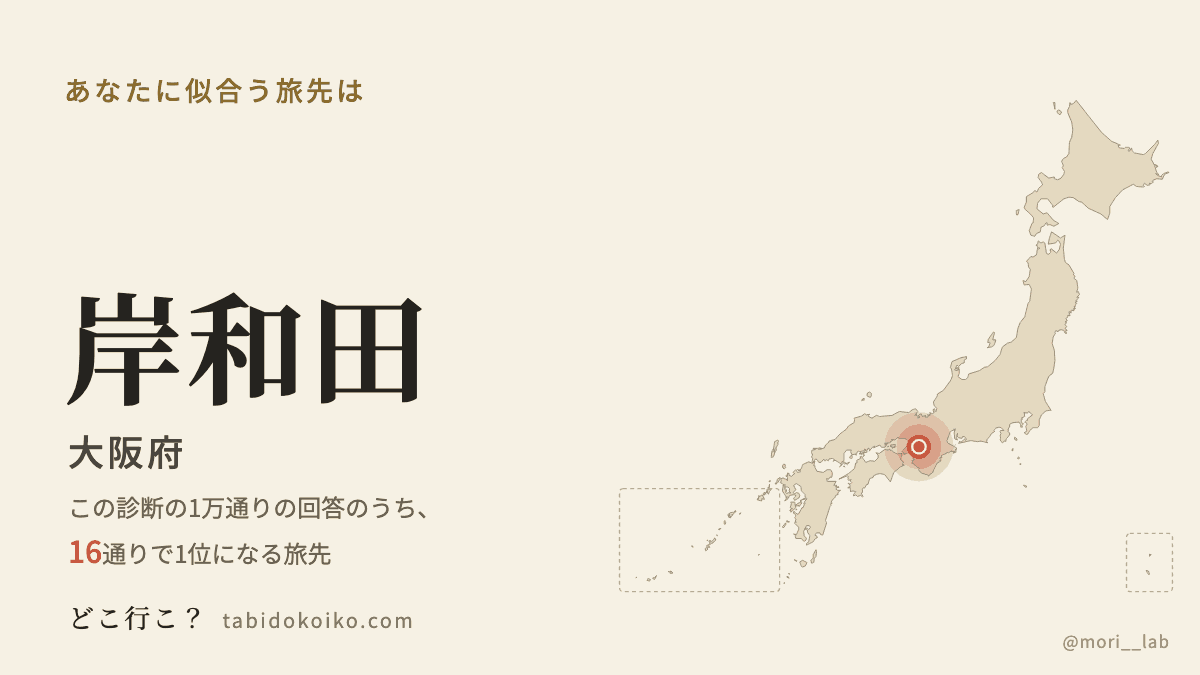 あなたに似合う旅先は
岸和田
大阪府
この診断の1万通りの回答のうち、
16通りで1位になる旅先
どこ行こ？ tabidokoiko.com
@mori__lab